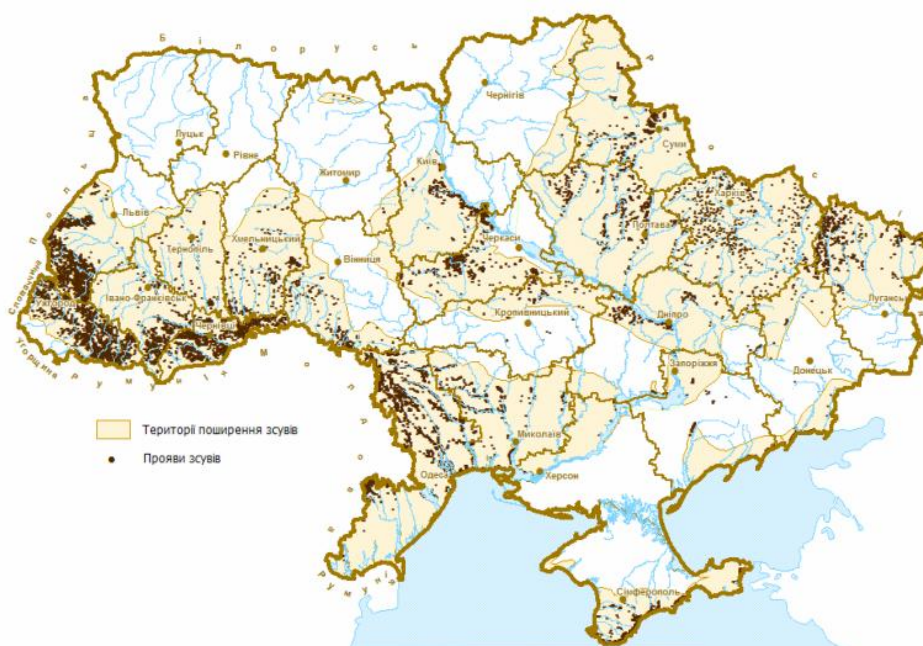 Б і л о р у с ь
Чернігів
Луцьк
Рівне
Житомир
Київ
Суми
Львів
Харків
Тернопіль
Хмельницький
Полтава
Черкаси
Вінниця
Словаччина
Ужгород
Івано-Франківськ
Луганськ
Кропивницький
Дніпро
Чернівці
Угорщина
Р у м у н і я
М о л д о в а
Запоріжжя
Донецьк
Території поширення зсувів
Прояви зсувів
Миколаїв
Одеса
Херсон
Румунія
Сімферополь